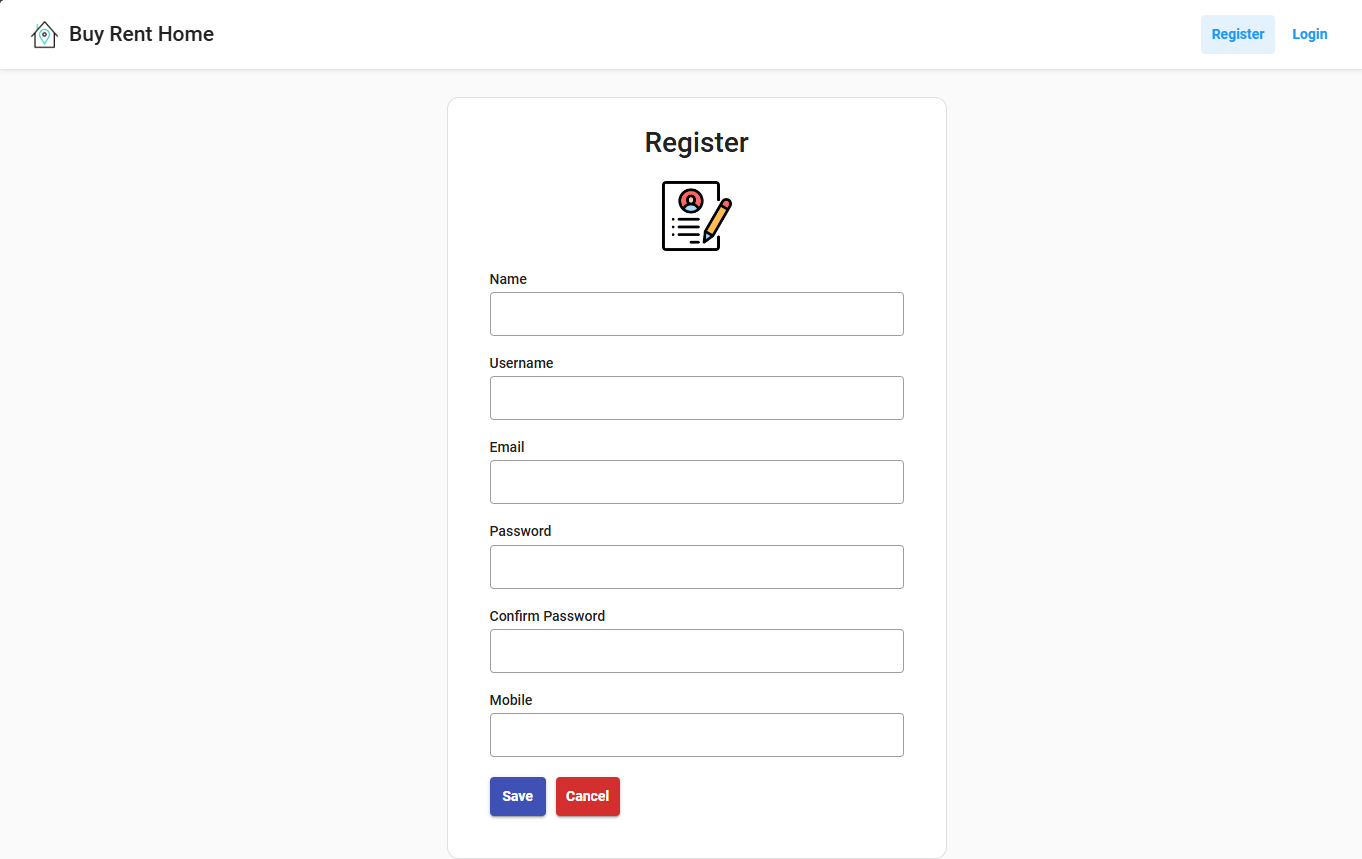 Buy Rent Home
Register
Login
Register
Name
Username
Email
Password
Confirm Password
Mobile
Save
Cancel